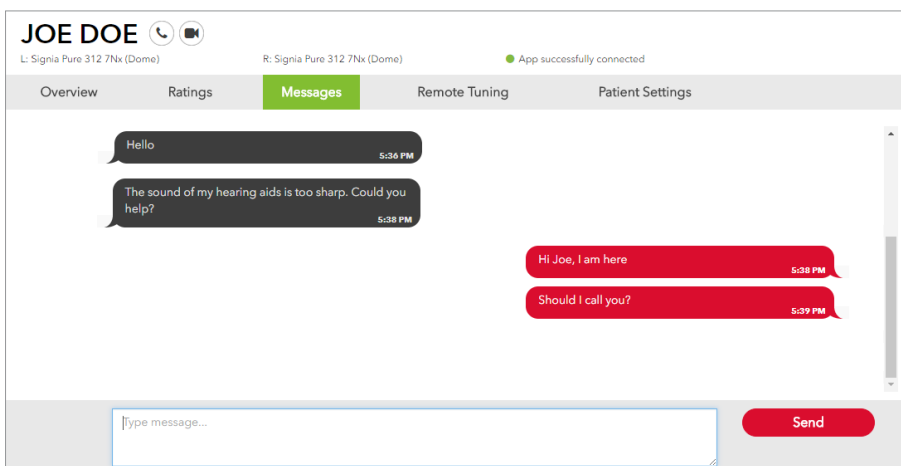 JOE DOE
L: Signia Pure 312 7Nx (Dome) R: Signia Pure 312 7Nx (Dome) App successfully connected
Overview Ratings Messages Remote Tuning Patient Settings
Hello
5:36 PM
The sound of my hearing aids is too sharp. Could you
help?
5:38 PM
Hi Joe, I am here
5:38 PM
Should I call you?
5:39 PM
Type message... Send